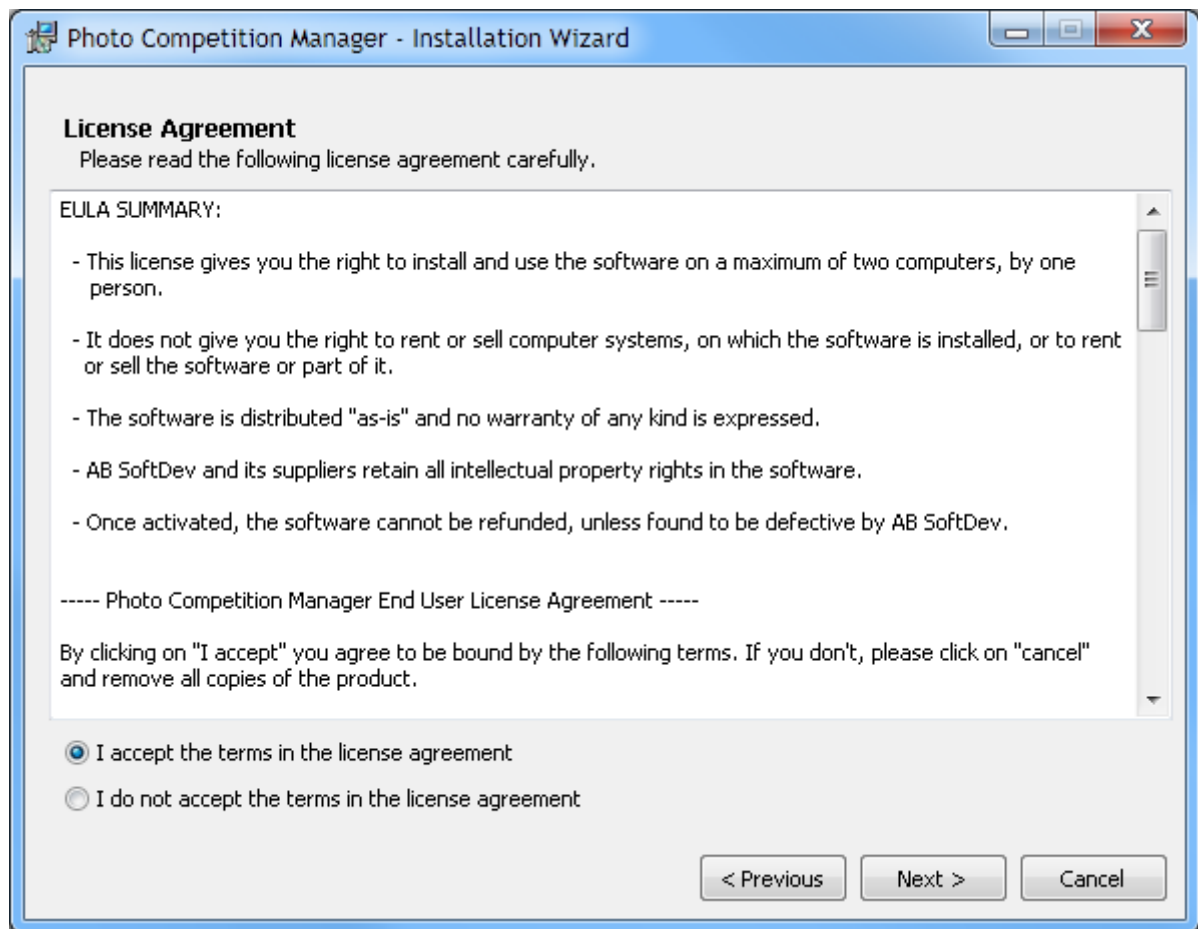 Photo Competition Manager - Installation Wizard
License Agreement
Please read the following license agreement carefully.
EULA SUMMARY:
- This license gives you the right to install and use the software on a maximum of two computers, by one
person.
- It does not give you the right to rent or sell computer systems, on which the software is installed, or to rent
or sell the software or part of it.
- The software is distributed "as-is" and no warranty of any kind is expressed.
- AB SoftDev and its suppliers retain all intellectual property rights in the software.
- Once activated, the software cannot be refunded, unless found to be defective by AB SoftDev.
----- Photo Competition Manager End User License Agreement -----
By clicking on "I accept" you agree to be bound by the following terms. If you don't, please click on "cancel"
and remove all copies of the product.
I accept the terms in the license agreement
I do not accept the terms in the license agreement
< Previous
Next >
Cancel